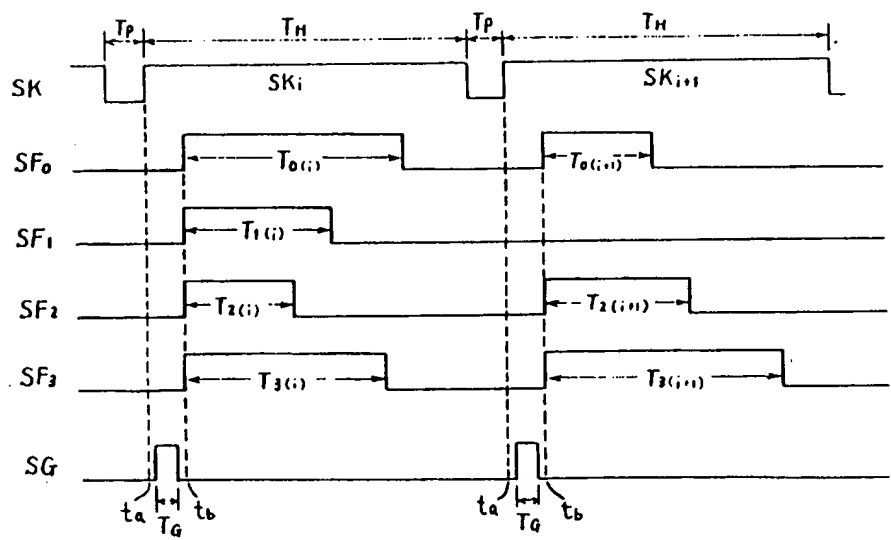 TP TH TP TH
SK SKi SKi+1
SF0 T0(i) T0(i+1)
SF1 T1(i)
SF2 T2(i) T2(i+1)
SF3 T3(i) T3(i+1)
SG
ta TG tb ta TG tb